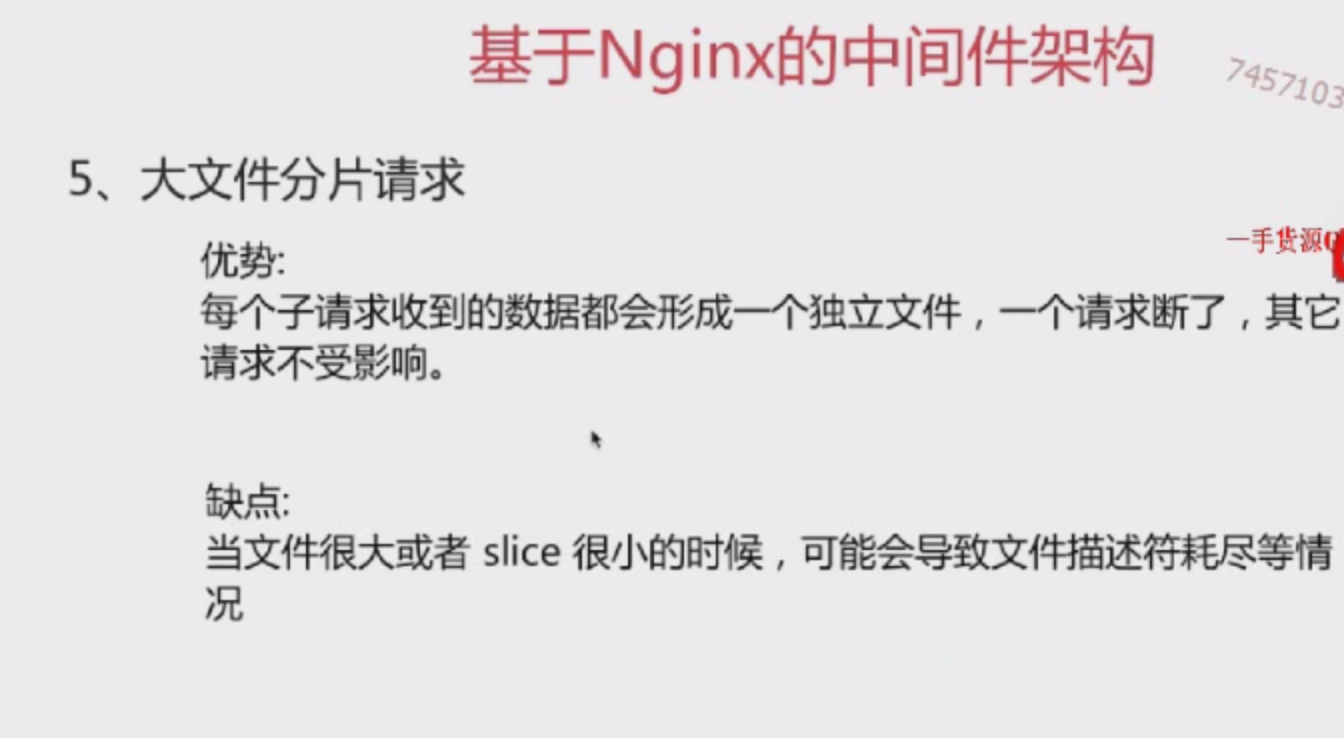 基于Nginx的中间件架构
7457103
5、大文件分片请求
一手货源
优势:
每个子请求收到的数据都会形成一个独立文件，一个请求断了，其它
请求不受影响。
缺点:
当文件很大或者 slice 很小的时候，可能会导致文件描述符耗尽等情
况